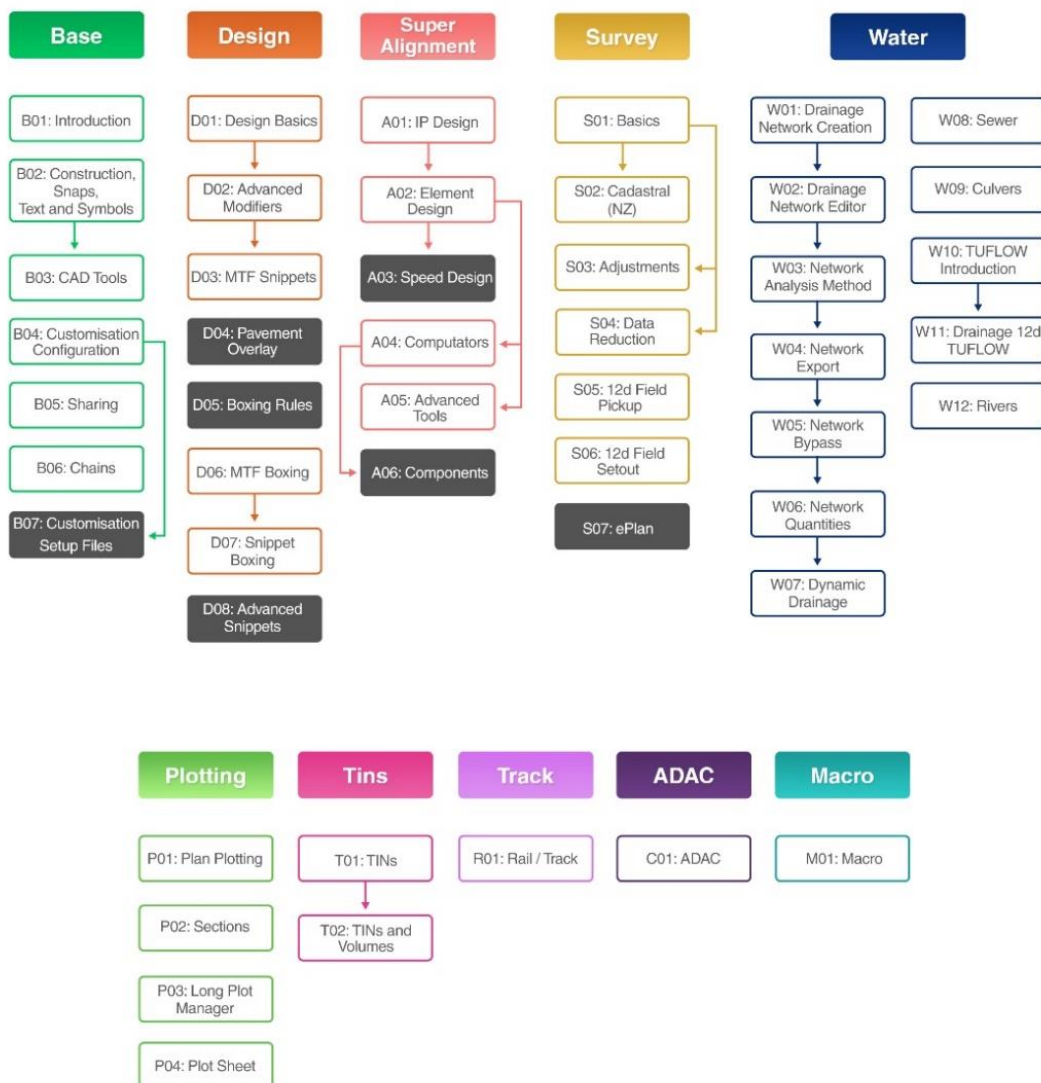 Base
Design
Super
Alignment
Survey
Water
B01: Introduction
B02: Construction,
Snaps,
Text and Symbols
B03: CAD Tools
B04: Customisation
Configuration
B05: Sharing
B06: Chains
B07: Customisation
Setup Files
D01: Design Basics
D02: Advanced
Modifiers
D03: MTF Snippets
D04: Pavement
Overlay
D05: Boxing Rules
D06: MTF Boxing
D07: Snippet
Boxing
D08: Advanced
Snippets
A01: IP Design
A02: Element
Design
A03: Speed Design
A04: Computators
A05: Advanced
Tools
A06: Components
S01: Basics
S02: Cadastral
(NZ)
S03: Adjustments
S04: Data
Reduction
S05: 12d Field
Pickup
S06: 12d Field
Setout
S07: ePlan
W01: Drainage
Network Creation
W02: Drainage
Network Editor
W03: Network
Analysis Method
W04: Network
Export
W05: Network
Bypass
W06: Network
Quantities
W07: Dynamic
Drainage
W08: Sewer
W09: Culvers
W10: TUFLOW
Introduction
W11: Drainage 12d
TUFLOW
W12: Rivers
Plotting
Tins
Track
ADAC
Macro
P01: Plan Plotting
P02: Sections
P03: Long Plot
Manager
P04: Plot Sheet
T01: TINs
T02: TINs and
Volumes
R01: Rail / Track
C01: ADAC
M01: Macro